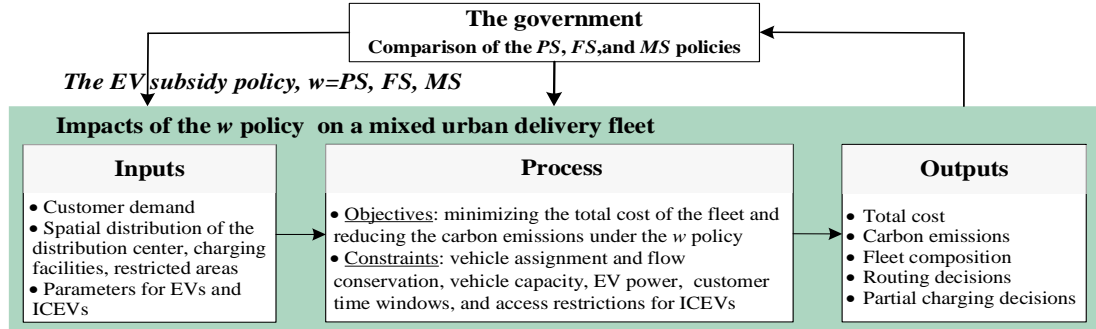 The government
Comparison of the PS, FS,and MS policies
The EV subsidy policy, w=PS, FS, MS
Impacts of the w policy on a mixed urban delivery fleet
Inputs
• Customer demand
• Spatial distribution of the
distribution center, charging
facilities, restricted areas
• Parameters for EVs and
ICEVs
Process
• Objectives: minimizing the total cost of the fleet and
reducing the carbon emissions under the w policy
• Constraints: vehicle assignment and flow
conservation, vehicle capacity, EV power, customer
time windows, and access restrictions for ICEVs
Outputs
• Total cost
• Carbon emissions
• Fleet composition
• Routing decisions
• Partial charging decisions